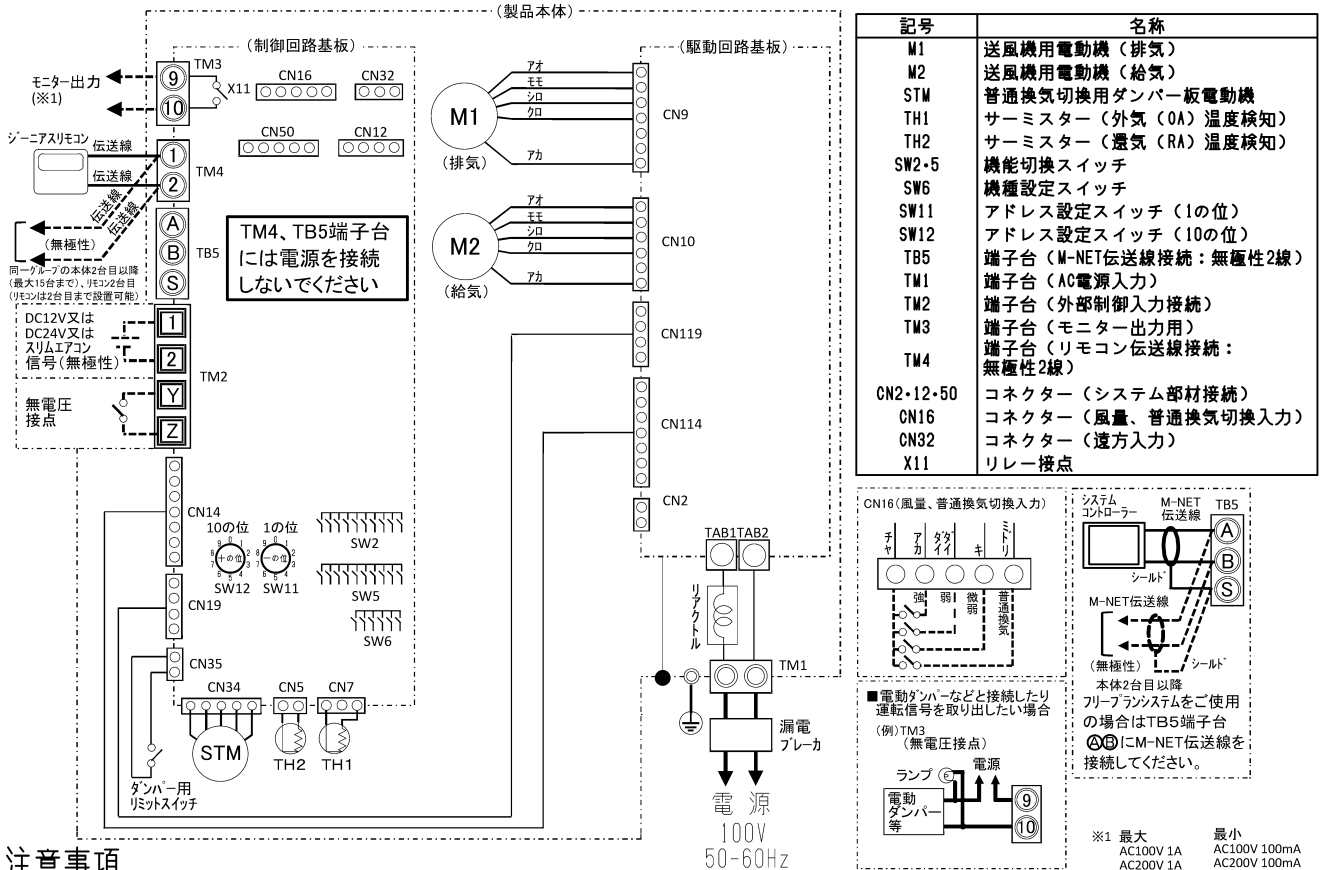 (製品本体)
(制御回路基板)
(駆動回路基板)
モニター出力
(※1)
9
10
TM3
X11
CN16
CN32
CN50
CN12
ジーニアスリモコン
伝送線
伝送線
1
2
TM4
伝送線
伝送線
(無極性)
同一グループの本体2台目以降
(最大15台まで)、リモコン2台目
(リモコンは2台目まで設置可能)
A
B
S
TB5
TM4、TB5端子台
には電源を接続
しないでください
DC12V又は
DC24V又は
スリムエアコン
信号(無極性)
1
2
TM2
無電圧
接点
Y
Z
CN14
10の位
1の位
十の位
一の位
SW12
SW11
SW2
SW5
SW6
CN19
CN35
CN34
CN5
CN7
STM
TH2
TH1
ダンパー用
リミットスイッチ
M1
(排気)
アオ
モモ
シロ
クロ
アカ
CN9
M2
(給気)
アオ
モモ
シロ
クロ
アカ
CN10
CN119
CN114
CN2
TAB1
TAB2
リアクトル
TM1
漏電
ブレーカ
電 源
100V
50-60Hz
注意事項
記号 名称
M1 送風機用電動機(排気)
M2 送風機用電動機(給気)
STM 普通換気切換用ダンパー板電動機
TH1 サーミスター(外気(OA)温度検知)
TH2 サーミスター(還気(RA)温度検知)
SW2・5 機能切換スイッチ
SW6 機種設定スイッチ
SW11 アドレス設定スイッチ(1の位)
SW12 アドレス設定スイッチ(10の位)
TB5 端子台(M-NET伝送線接続:無極性2線)
TM1 端子台(AC電源入力)
TM2 端子台(外部制御入力接続)
TM3 端子台(モニター出力用)
TM4 端子台(リモコン伝送線接続:
無極性2線)
CN2・12・50 コネクター(システム部材接続)
CN16 コネクター(風量、普通換気切換入力)
CN32 コネクター(遠方入力)
X11 リレー接点
CN16(風量、普通換気切換入力)
チャ
アカ
ダイダイ
キ
ミドリ
強
弱
微弱
普通換気
■電動ダンパーなどと接続したり
運転信号を取り出したい場合
(例)TM3
(無電圧接点)
ランプ
電源
電動
ダンパー
等
9
10
システム
コントローラー
M-NET
伝送線
TB5
A
B
S
シールド
M-NET伝送線
(無極性)
シールド
本体2台目以降
フリープランシステムをご使用
の場合はTB5端子台
ⒶⒷにM-NET伝送線を
接続してください。
※1 最大 最小
AC100V 1A AC100V 100mA
AC200V 1A AC200V 100mA